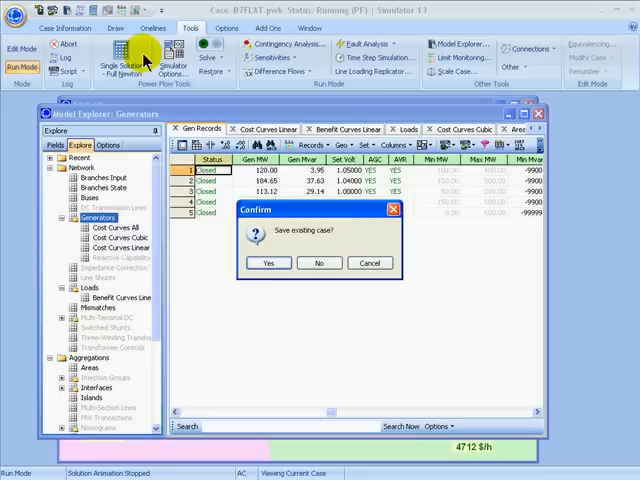 Case: B7FLAT.pwb Status: Running (PF) | Simulator 13
Case Information Draw Onelines Tools Options Add Ons Window
Edit Mode
Run Mode
Mode
Abort
Log
Script
Log
Single Solution - Full Newton
Simulator Options...
Solve
Restore
Power Flow Tools
Contingency Analysis...
Sensitivities
Difference Flows
Fault Analysis
Time Step Simulation...
Line Loading Replicator...
Run Mode
Model Explorer...
Limit Monitoring...
Scale Case...
Connections
Other Tools
Equivalencing...
Modify Case
Renumber
Edit Mode
Model Explorer: Generators
Explore
Fields Explore Options
Recent
Network
Branches Input
Branches State
Buses
DC Transmission Lines
Generators
Cost Curves All
Cost Curves Cubic
Cost Curves Linear
Reactive Capability
Impedance Correction
Line Shunts
Loads
Benefit Curves Line
Mismatches
Multi-Terminal DC
Switched Shunts
Three-Winding Transfor
Transformer Controls
Aggregations
Areas
Injection Groups
Interfaces
Islands
Multi-Section Lines
MW Transactions
Nomograms
Gen Records Cost Curves Linear Benefit Curves Linear Loads Cost Curves Cubic Area
Records Geo Set Columns
Status Gen MW Gen Mvar Set Volt AGC AVR Min MW Max MW Min Mvar
1 Closed 120.00 3.95 1.05000 YES YES 100.00 400.00 -9900
2 Closed 184.65 37.63 1.04000 YES YES 150.00 500.00 -9900
3 Closed 113.12 29.14 1.00000 YES YES -9900
4 Closed -9900
5 Closed 0.00 600.00 -99999
Confirm
Save existing case?
Yes No Cancel
Search Search Now Options
4712 $/h
Run Mode Solution Animation Stopped AC Viewing Current Case